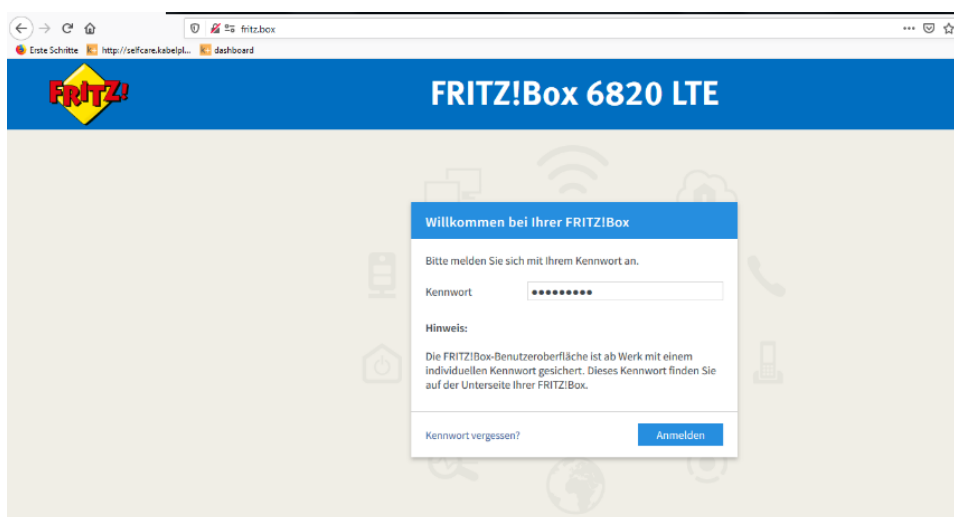 fritz.box
Erste Schritte http://selfcare.kabelpl... dashboard
FRITZ!
FRITZ!Box 6820 LTE
Willkommen bei Ihrer FRITZ!Box
Bitte melden Sie sich mit Ihrem Kennwort an.
Kennwort •••••••••
Hinweis:
Die FRITZ!Box-Benutzeroberfläche ist ab Werk mit einem
individuellen Kennwort gesichert. Dieses Kennwort finden Sie
auf der Unterseite Ihrer FRITZ!Box.
Kennwort vergessen? Anmelden